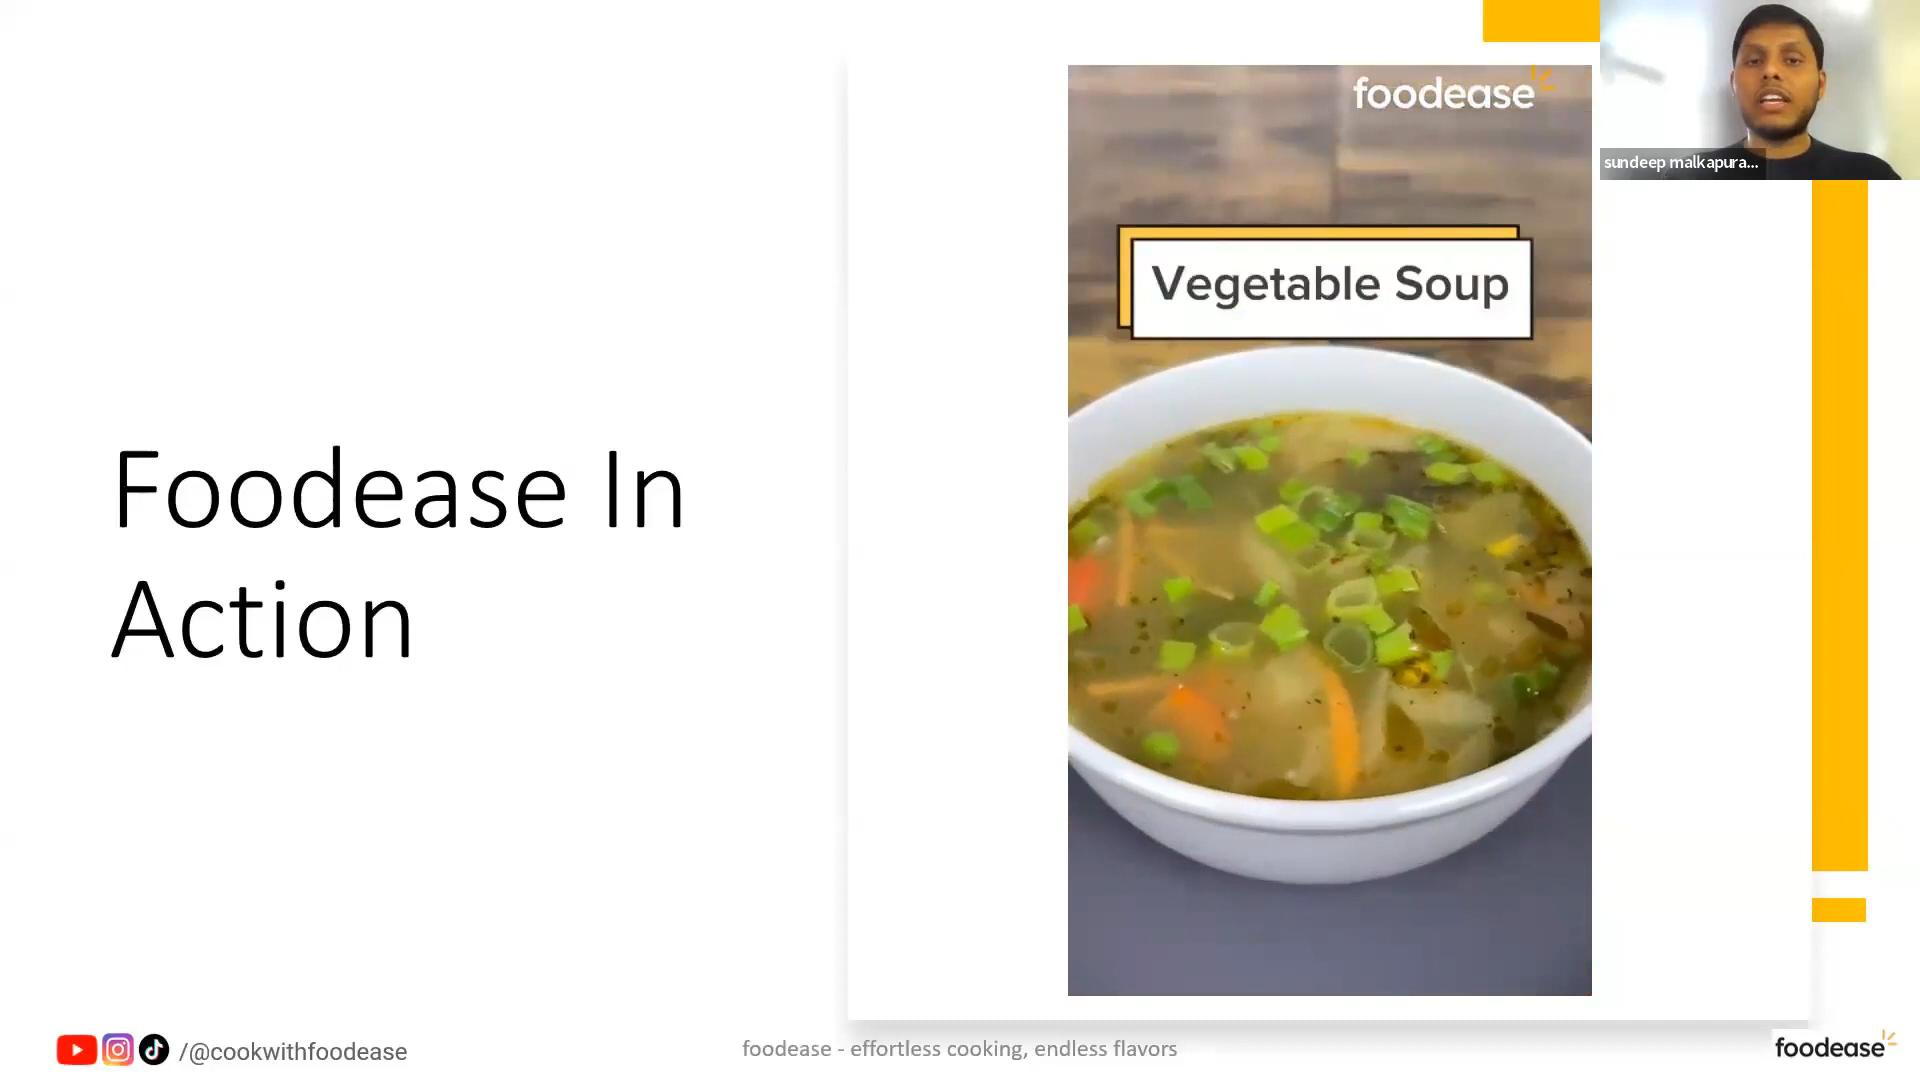 foodease
sundeep malkapura...
Vegetable Soup
Foodease In
Action
/@cookwithfoodease
foodease - effortless cooking, endless flavors
foodease